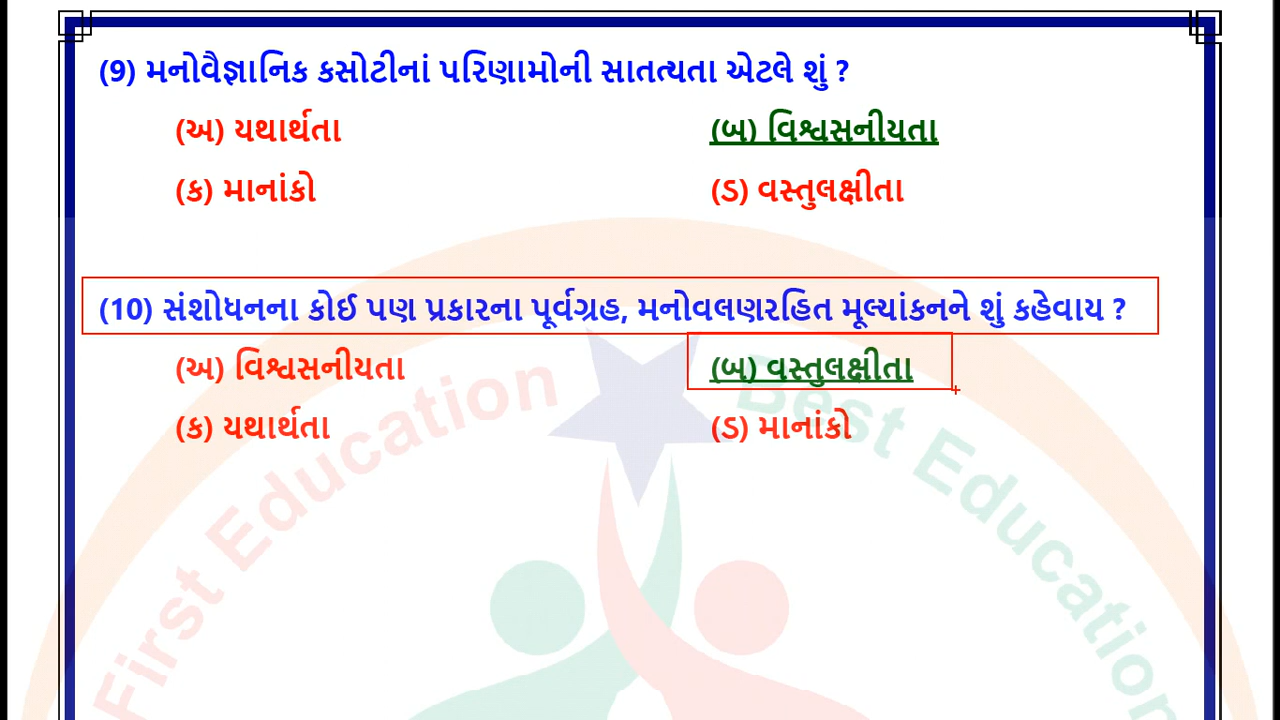 (9) મનોવૈજ્ઞાનિક કસોટીનાં પરિણામોની સાતત્યતા એટલે શું ?
(અ) યથાર્થતા (બ) વિશ્વસનીયતા
(ક) માનાંકો (ડ) વસ્તુલક્ષીતા
(10) સંશોધનના કોઈ પણ પ્રકારના પૂર્વગ્રહ, મનોવલણરહિત મૂલ્યાંકનને શું કહેવાય ?
(અ) વિશ્વસનીયતા (બ) વસ્તુલક્ષીતા
(ક) યથાર્થતા (ડ) માનાંકો
First Education Best Education